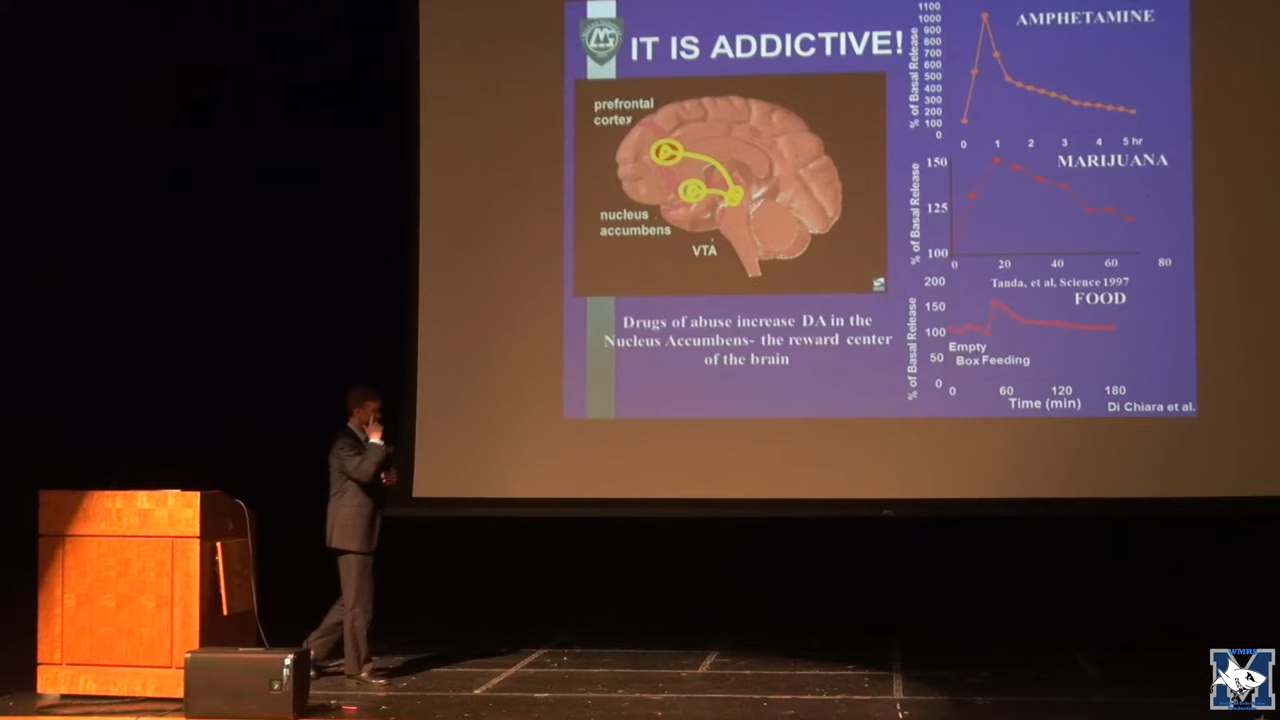 IT IS ADDICTIVE!
prefrontal
cortex
nucleus
accumbens
VTA
Drugs of abuse increase DA in the
Nucleus Accumbens- the reward center
of the brain
AMPHETAMINE
% of Basal Release
1100
1000
900
800
700
600
500
400
300
200
100
0
0 1 2 3 4 5 hr
MARIJUANA
% of Basal Release
150
125
100
0 20 40 60 80
Tanda, et al, Science 1997
FOOD
% of Basal Release
200
150
100
50
0
Empty
Box Feeding
0 60 120 180
Time (min)
Di Chiara et al.
WMRS
M